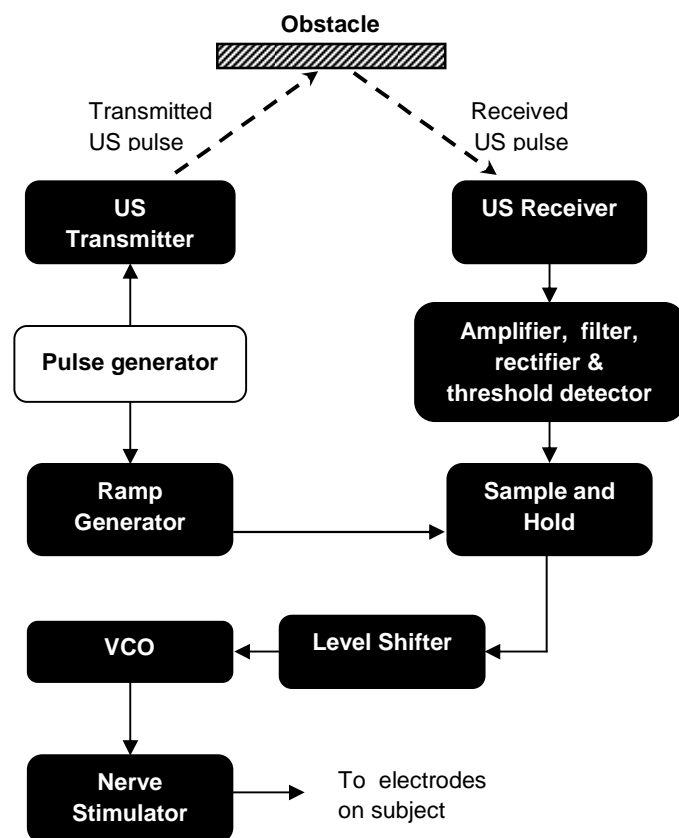 Obstacle
Transmitted
US pulse
Received
US pulse
US
Transmitter
US Receiver
Pulse generator
Amplifier, filter,
rectifier &
threshold detector
Ramp
Generator
Sample and
Hold
VCO
Level Shifter
Nerve
Stimulator
To electrodes
on subject